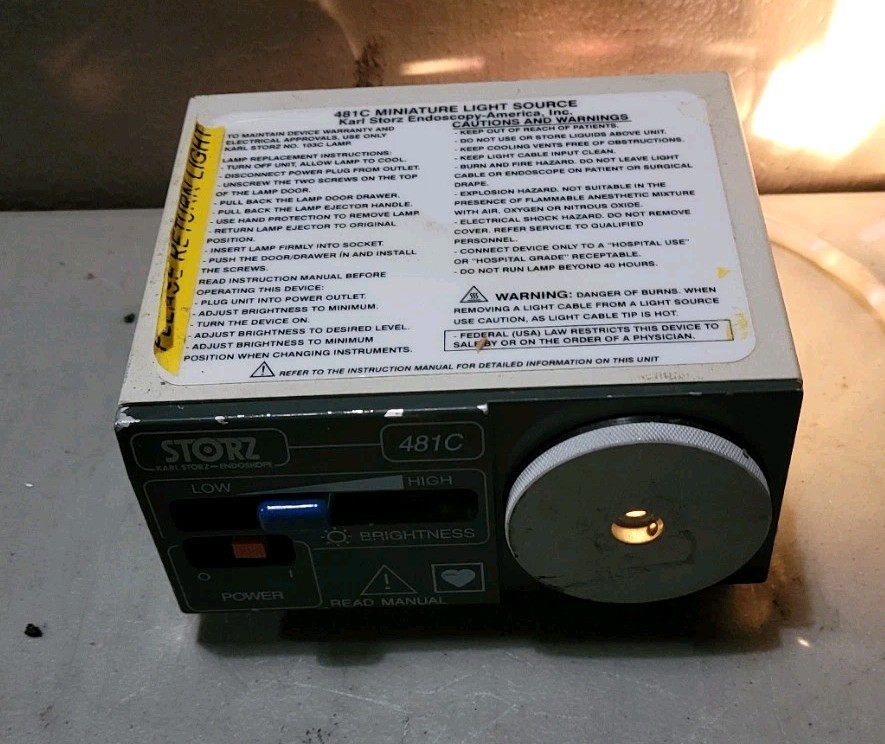 481C MINIATURE LIGHT SOURCE
Karl Storz Endoscopy-America, Inc.
PLEASE RETURN LIGHT
TO MAINTAIN DEVICE WARRANTY AND
ELECTRICAL APPROVALS, USE ONLY
KARL STORZ NO. 103C LAMP
LAMP REPLACEMENT INSTRUCTIONS:
- TURN OFF UNIT, ALLOW LAMP TO COOL.
- DISCONNECT POWER PLUG FROM OUTLET.
- UNSCREW THE TWO SCREWS ON THE TOP
OF THE LAMP DOOR.
- PULL BACK THE LAMP DOOR DRAWER.
- PULL BACK THE LAMP EJECTOR HANDLE.
- USE HAND PROTECTION TO REMOVE LAMP
- RETURN LAMP EJECTOR TO ORIGINAL
POSITION.
- INSERT LAMP FIRMLY INTO SOCKET.
- PUSH THE DOOR/DRAWER IN AND INSTALL
THE SCREWS.
READ INSTRUCTION MANUAL BEFORE
OPERATING THIS DEVICE:
- PLUG UNIT INTO POWER OUTLET.
- ADJUST BRIGHTNESS TO MINIMUM.
- TURN THE DEVICE ON.
- ADJUST BRIGHTNESS TO DESIRED LEVEL.
- ADJUST BRIGHTNESS TO MINIMUM
POSITION WHEN CHANGING INSTRUMENTS.
CAUTIONS AND WARNINGS
- KEEP OUT OF REACH OF PATIENTS.
- DO NOT USE OR STORE LIQUIDS ABOVE UNIT.
- KEEP COOLING VENTS FREE OF OBSTRUCTIONS.
- KEEP LIGHT CABLE INPUT CLEAN.
- BURN AND FIRE HAZARD. DO NOT LEAVE LIGHT
CABLE OR ENDOSCOPE ON PATIENT OR SURGICAL
DRAPE.
- EXPLOSION HAZARD. NOT SUITABLE IN THE
PRESENCE OF FLAMMABLE ANESTHETIC MIXTURE
WITH AIR, OXYGEN OR NITROUS OXIDE.
- ELECTRICAL SHOCK HAZARD. DO NOT REMOVE
COVER. REFER SERVICE TO QUALIFIED
PERSONNEL.
- CONNECT DEVICE ONLY TO A "HOSPITAL USE"
OR "HOSPITAL GRADE" RECEPTABLE.
- DO NOT RUN LAMP BEYOND 40 HOURS.
WARNING: DANGER OF BURNS. WHEN
REMOVING A LIGHT CABLE FROM A LIGHT SOURCE
USE CAUTION, AS LIGHT CABLE TIP IS HOT.
- FEDERAL (USA) LAW RESTRICTS THIS DEVICE TO
SALE BY OR ON THE ORDER OF A PHYSICIAN.
REFER TO THE INSTRUCTION MANUAL FOR DETAILED INFORMATION ON THIS UNIT
STORZ
KARL STORZ-ENDOSKOPE
481C
LOW HIGH
BRIGHTNESS
O I
POWER
READ MANUAL